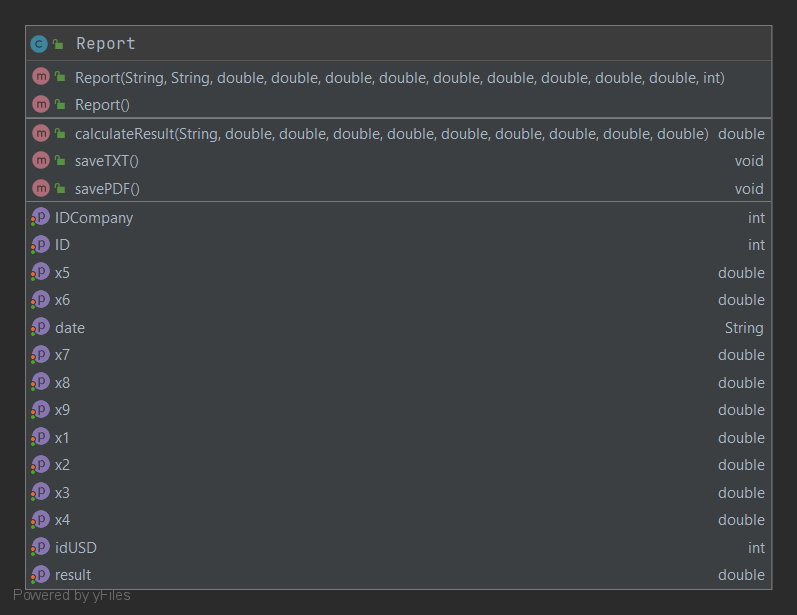 Report
Report(String, String, double, double, double, double, double, double, double, double, double, int)
Report()
calculateResult(String, double, double, double, double, double, double, double, double, double) double
saveTXT() void
savePDF() void
IDCompany int
ID int
x5 double
x6 double
date String
x7 double
x8 double
x9 double
x1 double
x2 double
x3 double
x4 double
idUSD int
result double
Powered by yFiles